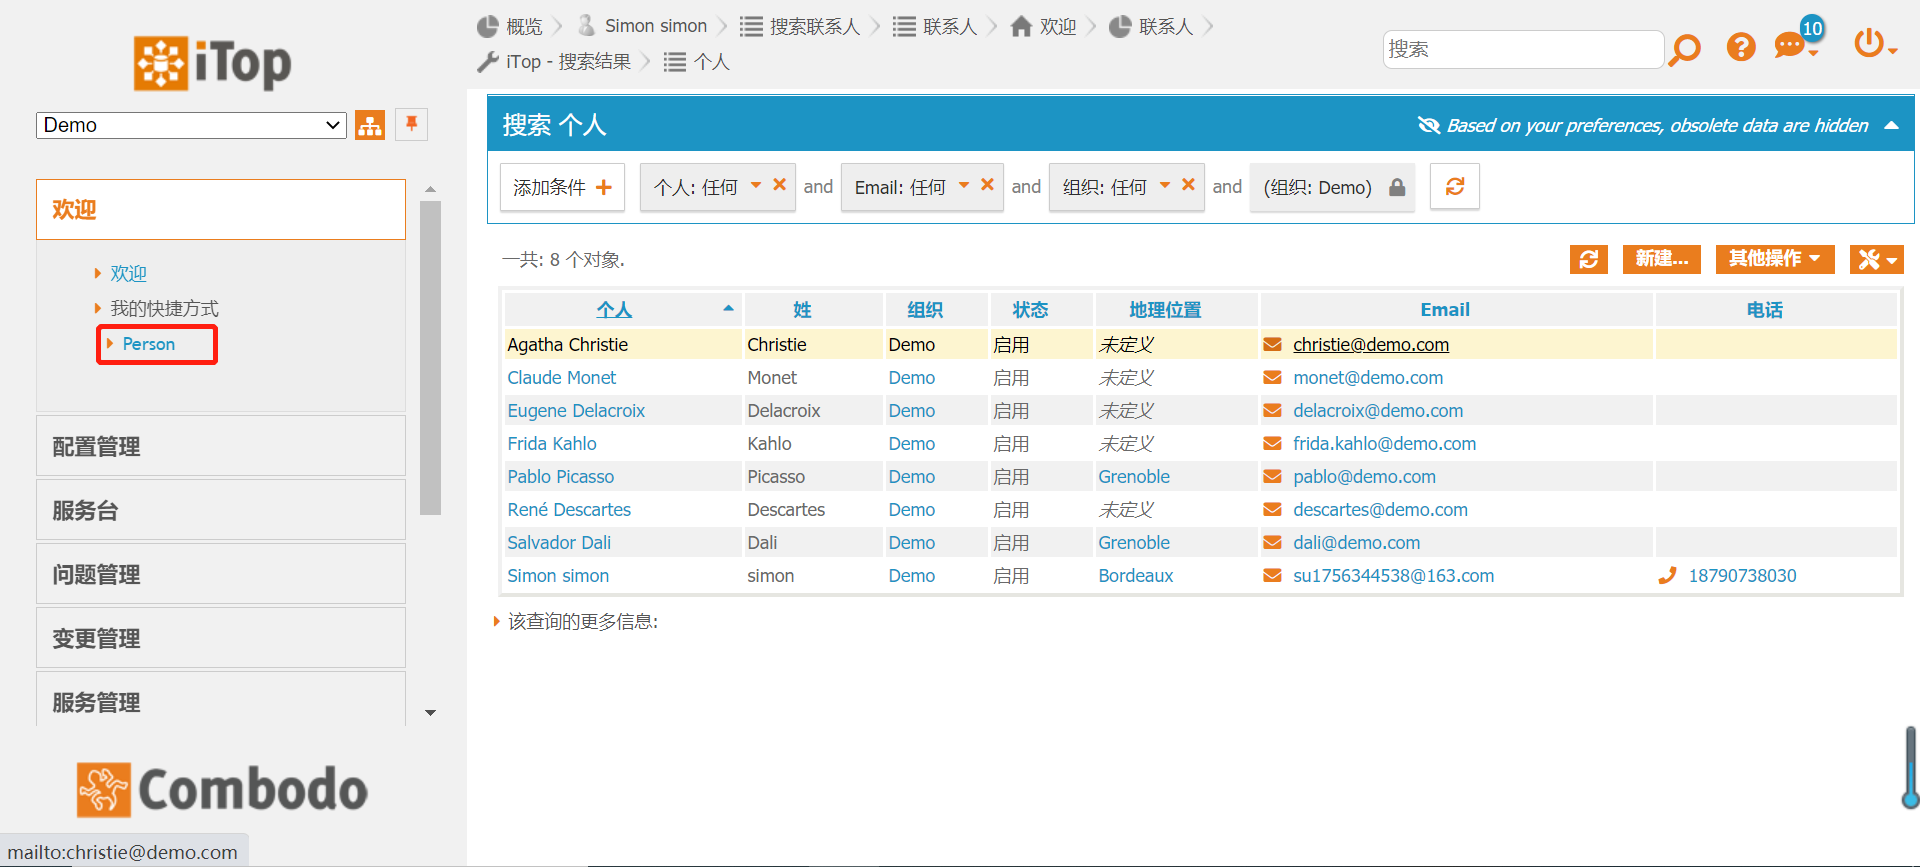 iTop
Demo
欢迎
欢迎
我的快捷方式
Person
配置管理
服务台
问题管理
变更管理
服务管理
Combodo
mailto:christie@demo.com
概览 Simon simon 搜索联系人 联系人 欢迎 联系人
iTop - 搜索结果 个人
搜索
10
搜索 个人 Based on your preferences, obsolete data are hidden
添加条件 个人: 任何 and Email: 任何 and 组织: 任何 and (组织: Demo)
一共: 8 个对象. 新建... 其他操作
个人 姓 组织 状态 地理位置 Email 电话
Agatha Christie Christie Demo 启用 未定义 christie@demo.com
Claude Monet Monet Demo 启用 未定义 monet@demo.com
Eugene Delacroix Delacroix Demo 启用 未定义 delacroix@demo.com
Frida Kahlo Kahlo Demo 启用 未定义 frida.kahlo@demo.com
Pablo Picasso Picasso Demo 启用 Grenoble pablo@demo.com
René Descartes Descartes Demo 启用 未定义 descartes@demo.com
Salvador Dali Dali Demo 启用 Grenoble dali@demo.com
Simon simon simon Demo 启用 Bordeaux su1756344538@163.com 18790738030
该查询的更多信息: